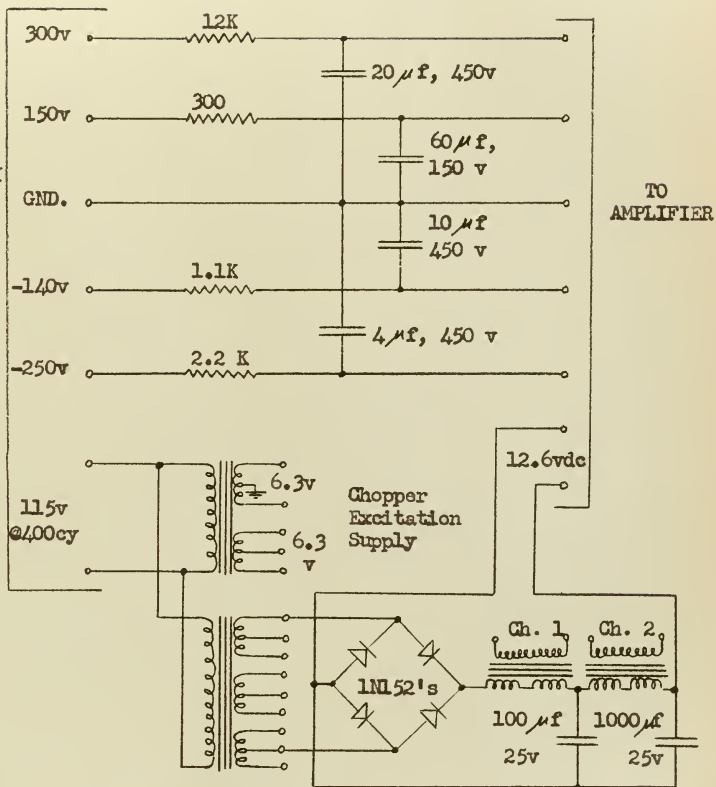 12K
300v
20 μf, 450v
300
150v
60 μf,
150 v
GND.
TO
AMPLIFIER
10 μf
450 v
1.1K
-140v
4 μf, 450 v
2.2 K
-250v
12.6vdc
6.3v
Chopper
Excitation
Supply
115v
@400cy
6.3
v
Ch. 1
Ch. 2
1N152's
100 μf
25v
1000 μf
25v